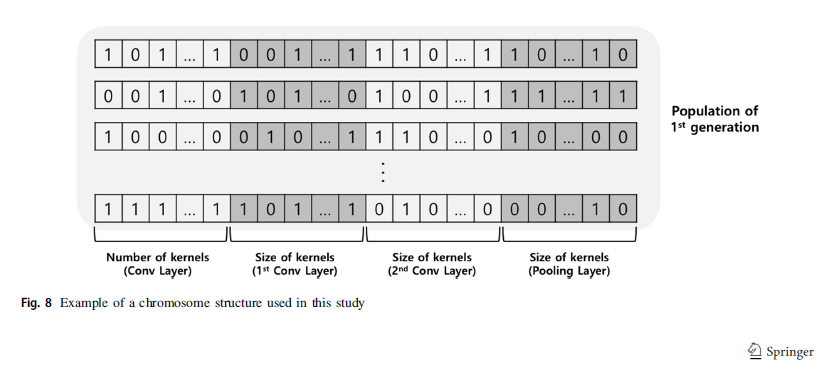 1 0 1 ... 1 0 0 1 ... 1 1 1 0 ... 1 1 0 ... 1 0
0 0 1 ... 0 1 0 1 ... 0 1 0 0 ... 1 1 1 ... 1 1
Population of
1st generation
1 0 0 ... 0 0 1 0 ... 1 1 1 0 ... 0 1 0 ... 0 0
⋮
1 1 1 ... 1 1 0 1 ... 1 0 1 0 ... 0 0 0 ... 1 0
Number of kernels
(Conv Layer)
Size of kernels
(1st Conv Layer)
Size of kernels
(2nd Conv Layer)
Size of kernels
(Pooling Layer)
Fig. 8 Example of a chromosome structure used in this study
Springer